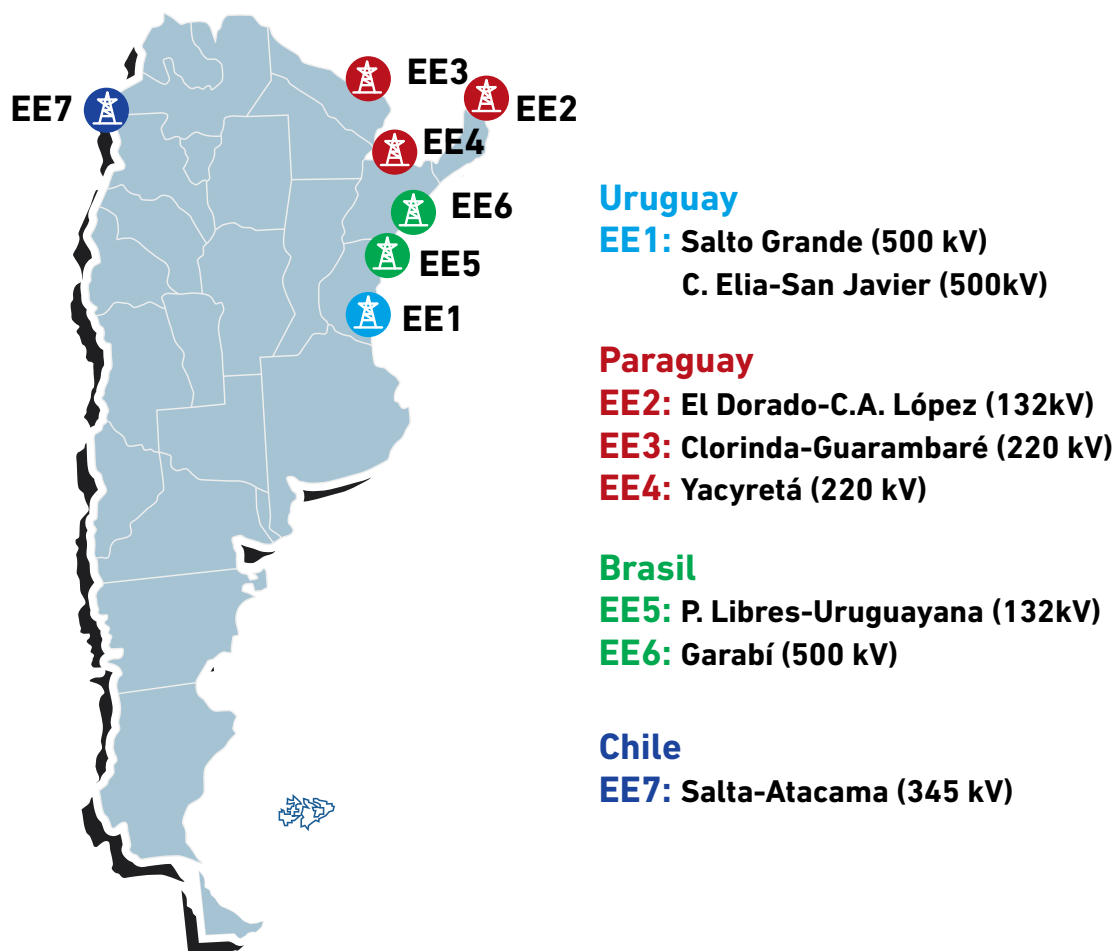 EE3
EE7
EE2
EE4
EE6
EE5
EE1
Uruguay
EE1: Salto Grande (500 kV)
C. Elia-San Javier (500kV)
Paraguay
EE2: El Dorado-C.A. López (132kV)
EE3: Clorinda-Guarambaré (220 kV)
EE4: Yacyretá (220 kV)
Brasil
EE5: P. Libres-Uruguayana (132kV)
EE6: Garabí (500 kV)
Chile
EE7: Salta-Atacama (345 kV)